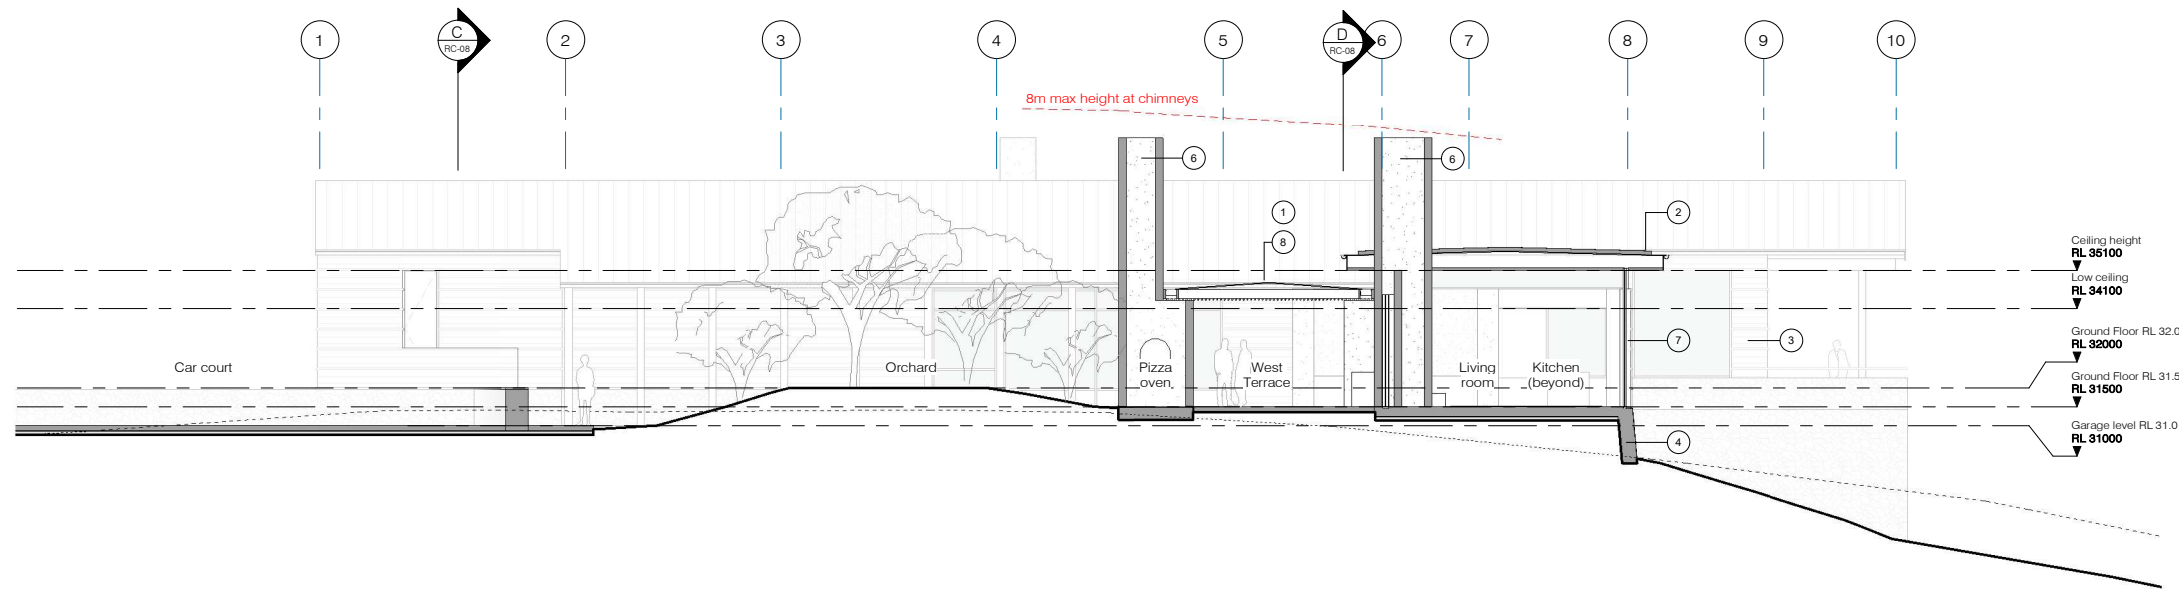 1
C
RC-08
2
3
4
5
D
RC-08
6
7
8
9
10
8m max height at chimneys
6
6
1
8
2
Ceiling height
RL 35100
Low ceiling
RL 34100
Ground Floor RL 32.0
RL 32000
7
3
Car court
Orchard
Pizza
oven
West
Terrace
Living
room
Kitchen
(beyond)
Ground Floor RL 31.5
RL 31500
4
Garage level RL 31.0
RL 31000